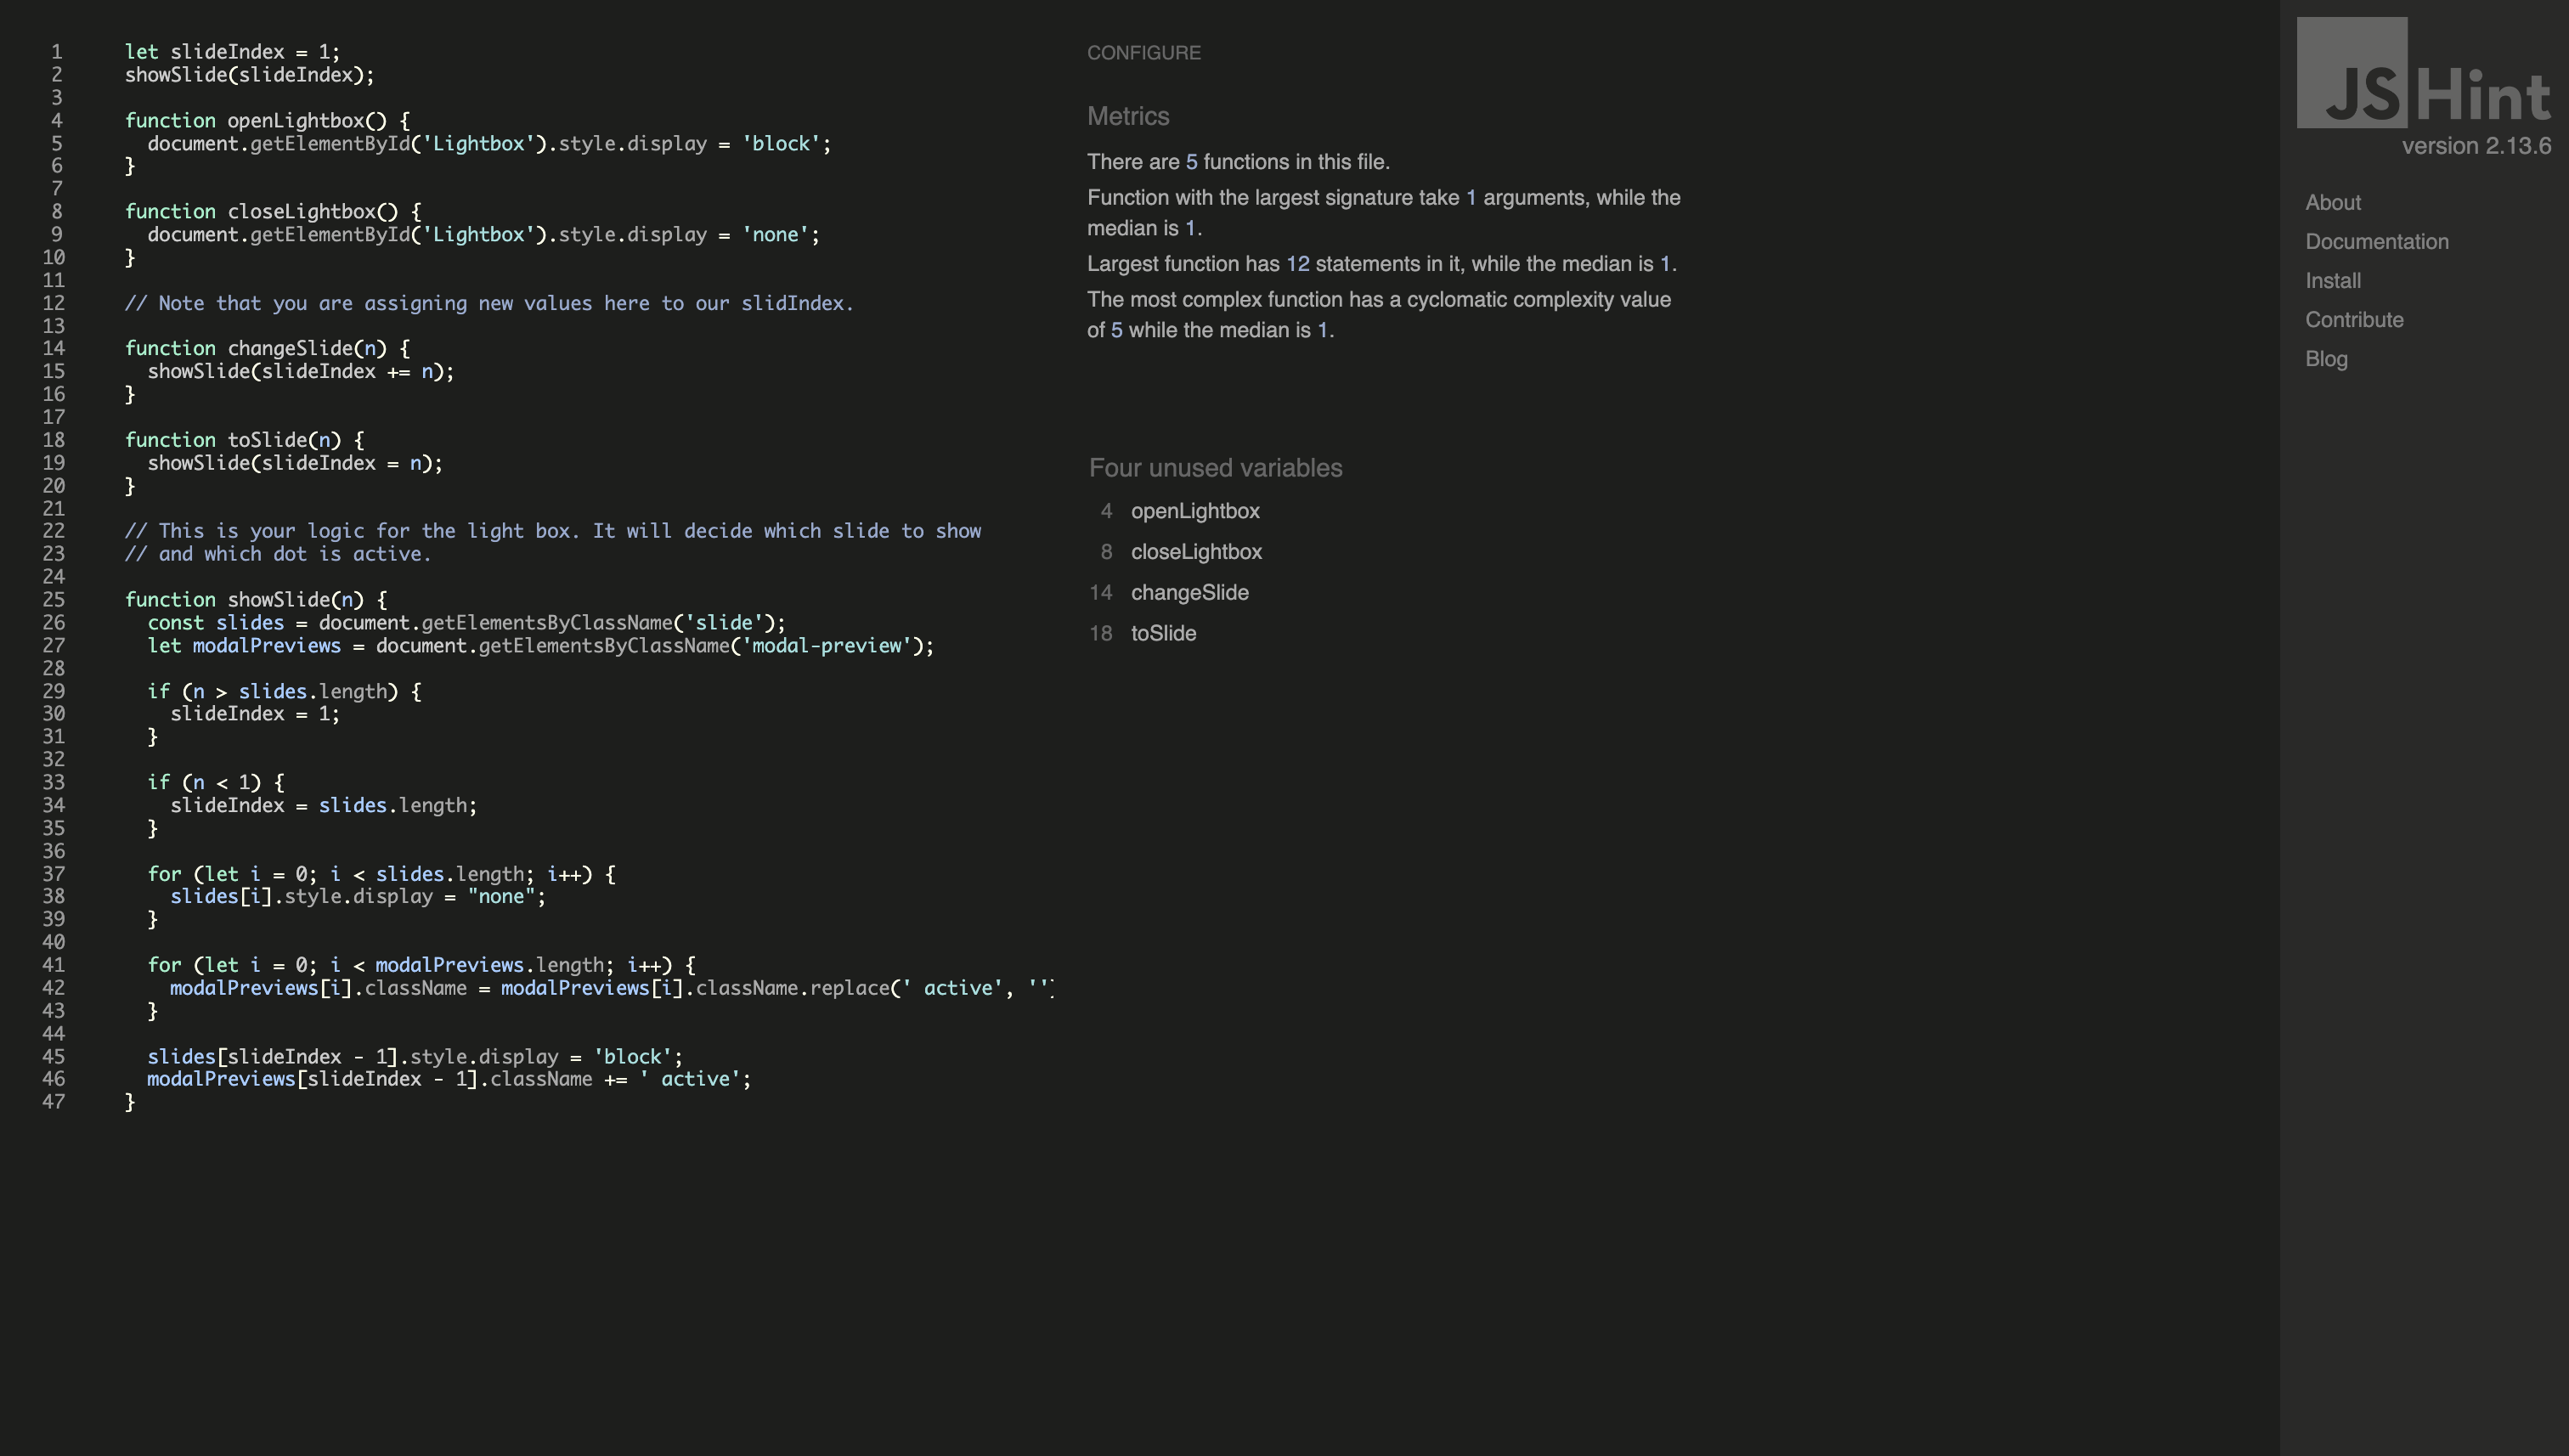 1 let slideIndex = 1;
2 showSlide(slideIndex);
3
4 function openLightbox() {
5   document.getElementById('Lightbox').style.display = 'block';
6 }
7
8 function closeLightbox() {
9   document.getElementById('Lightbox').style.display = 'none';
10 }
11
12 // Note that you are assigning new values here to our slidIndex.
13
14 function changeSlide(n) {
15   showSlide(slideIndex += n);
16 }
17
18 function toSlide(n) {
19   showSlide(slideIndex = n);
20 }
21
22 // This is your logic for the light box. It will decide which slide to show
23 // and which dot is active.
24
25 function showSlide(n) {
26   const slides = document.getElementsByClassName('slide');
27   let modalPreviews = document.getElementsByClassName('modal-preview');
28
29   if (n > slides.length) {
30     slideIndex = 1;
31   }
32
33   if (n < 1) {
34     slideIndex = slides.length;
35   }
36
37   for (let i = 0; i < slides.length; i++) {
38     slides[i].style.display = "none";
39   }
40
41   for (let i = 0; i < modalPreviews.length; i++) {
42     modalPreviews[i].className = modalPreviews[i].className.replace(' active', '')
43   }
44
45   slides[slideIndex - 1].style.display = 'block';
46   modalPreviews[slideIndex - 1].className += ' active';
47 }
CONFIGURE
Metrics
There are 5 functions in this file.
Function with the largest signature take 1 arguments, while the
median is 1.
Largest function has 12 statements in it, while the median is 1.
The most complex function has a cyclomatic complexity value
of 5 while the median is 1.
Four unused variables
4 openLightbox
8 closeLightbox
14 changeSlide
18 toSlide
JSHint
version 2.13.6
About
Documentation
Install
Contribute
Blog